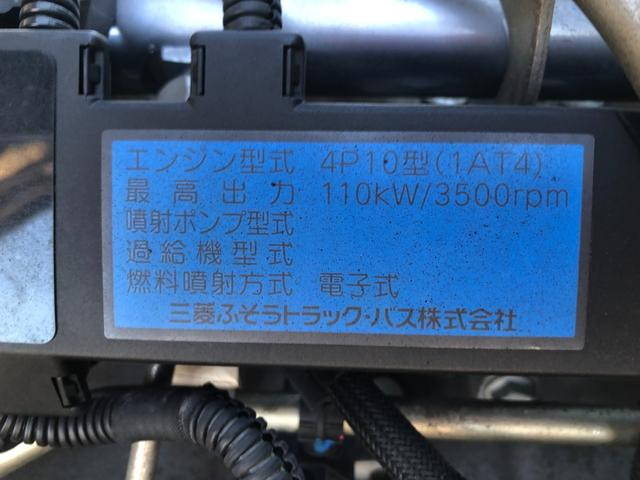 エンジン型式 4P10型(1AT4)
最高出力 110kW/3500rpm
噴射ポンプ型式
過給機型式
燃料噴射方式 電子式
三菱ふそうトラック・バス株式会社